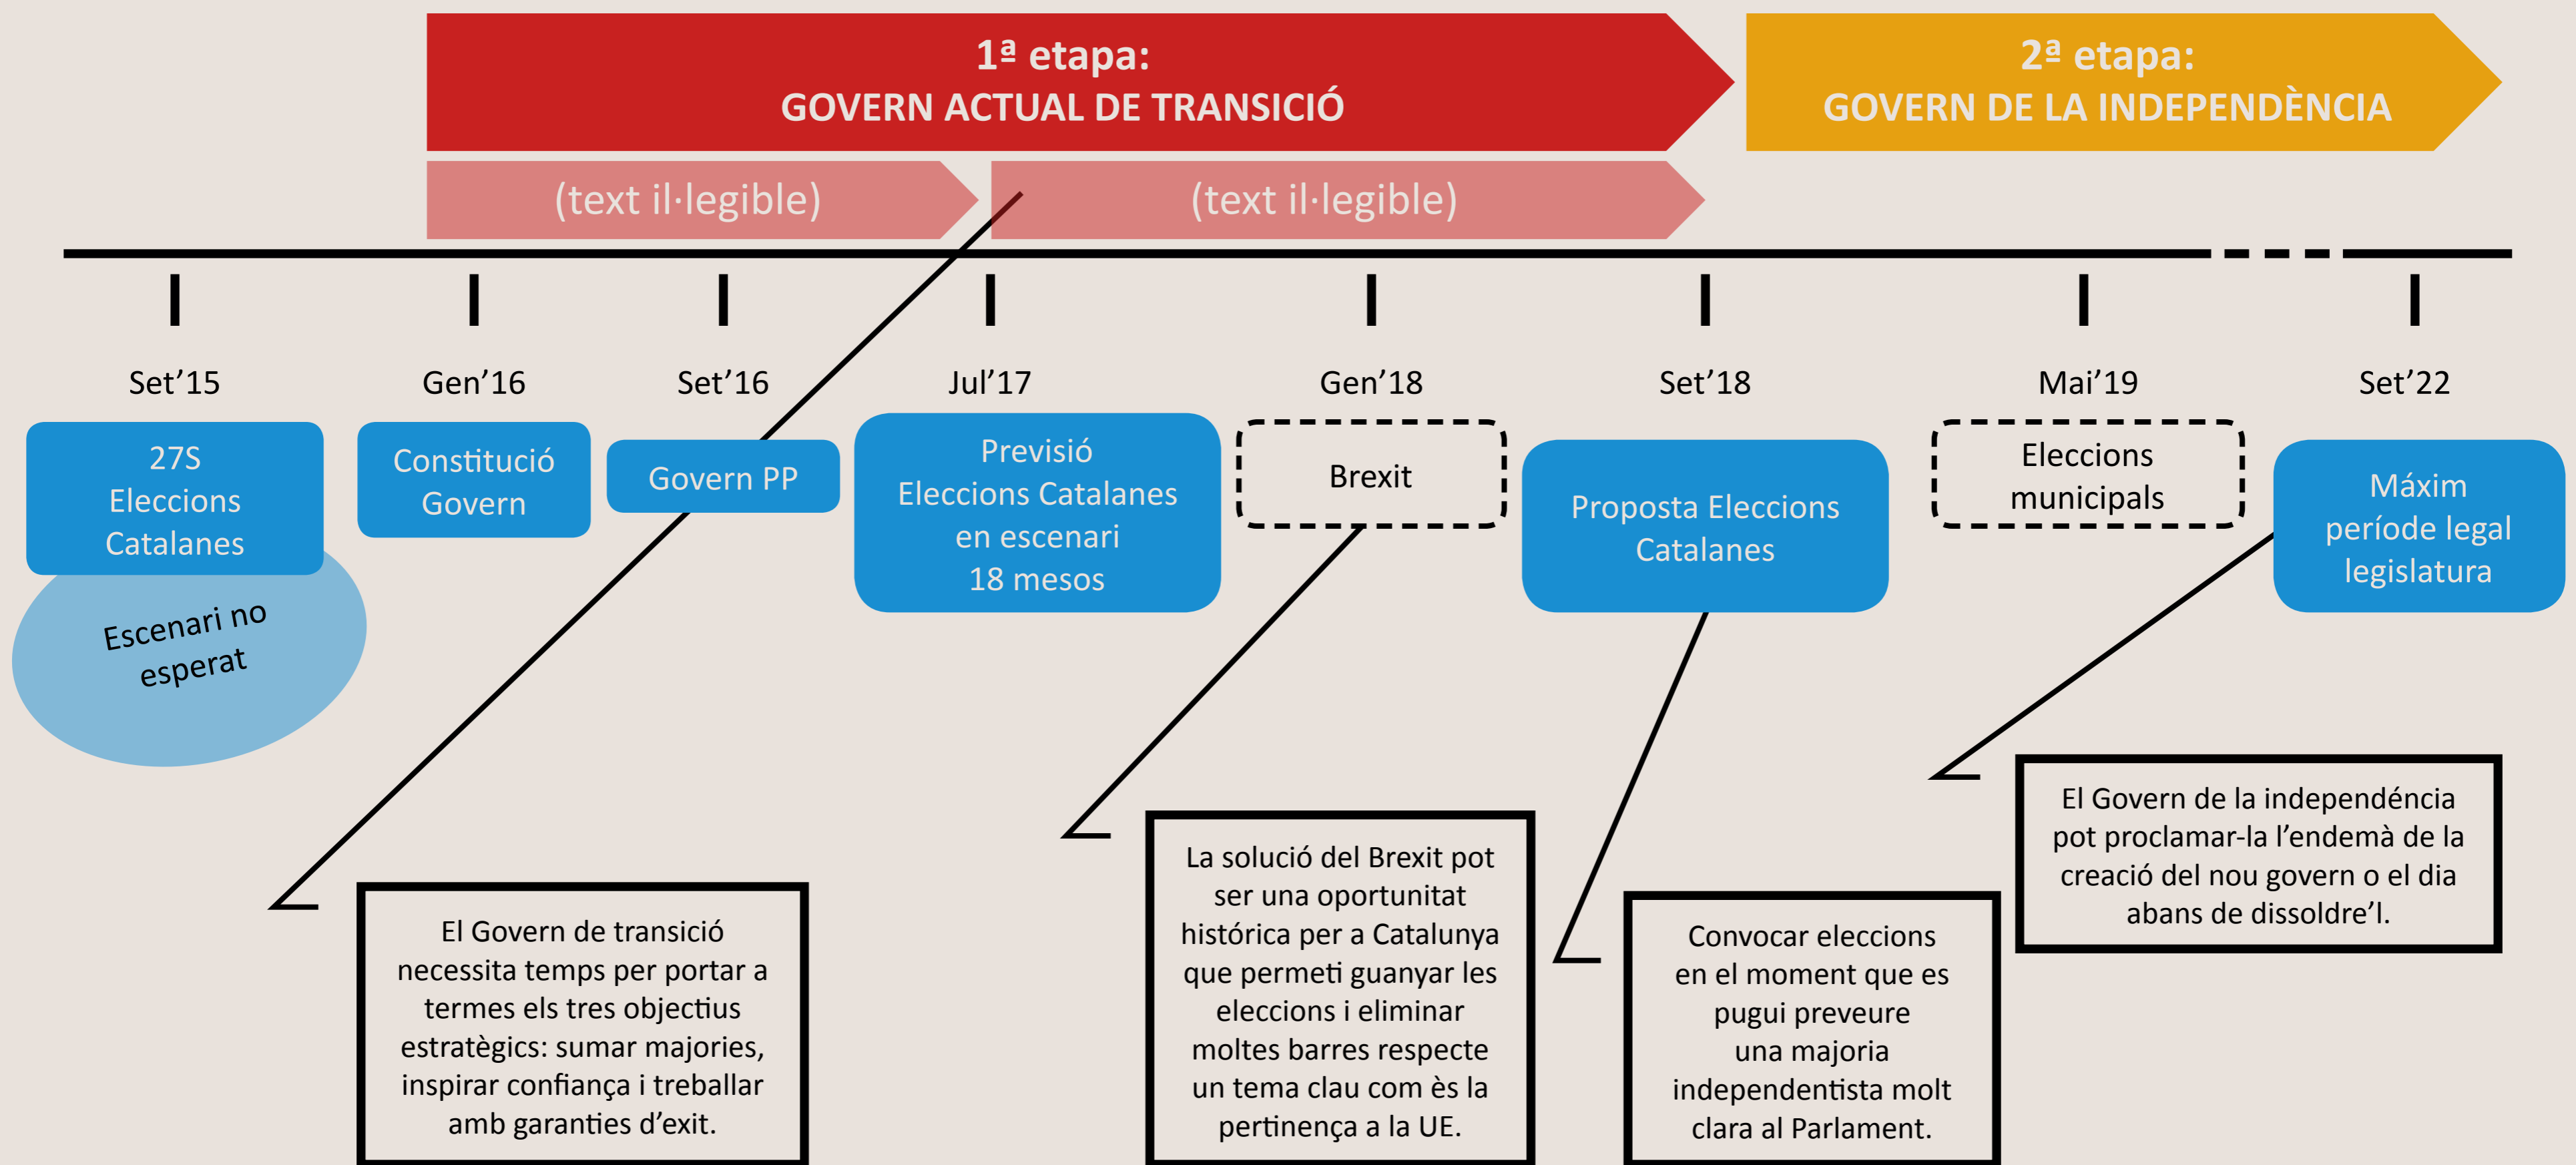 1ª etapa:
GOVERN ACTUAL DE TRANSICIÓ
2ª etapa:
GOVERN DE LA INDEPENDÈNCIA
(text il·legible)
(text il·legible)
Set’15
Gen’16
Set’16
Jul’17
Gen’18
Set’18
Mai’19
Set’22
27S
Eleccions
Catalanes
Escenari no
esperat
Constitució
Govern
Govern PP
Previsió
Eleccions Catalanes
en escenari
18 mesos
Brexit
Proposta Eleccions
Catalanes
Eleccions
municipals
Máxim
període legal
legislatura
El Govern de transició
necessita temps per portar a
termes els tres objectius
estratègics: sumar majories,
inspirar confiança i treballar
amb garanties d’exit.
La solució del Brexit pot
ser una oportunitat
histórica per a Catalunya
que permeti guanyar les
eleccions i eliminar
moltes barres respecte
un tema clau com ès la
pertinença a la UE.
Convocar eleccions
en el moment que es
pugui preveure
una majoria
independentista molt
clara al Parlament.
El Govern de la independéncia
pot proclamar-la l’endemà de la
creació del nou govern o el dia
abans de dissoldre’l.